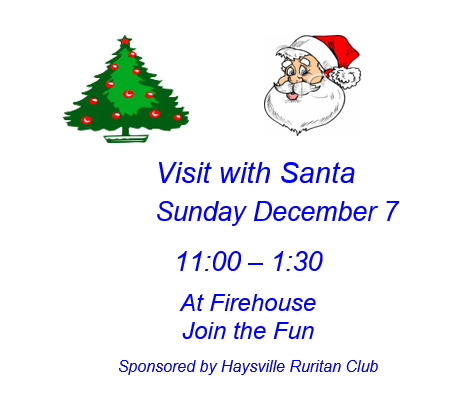 Visit with Santa
Sunday December 7
11:00 – 1:30
At Firehouse
Join the Fun
Sponsored by Haysville Ruritan Club